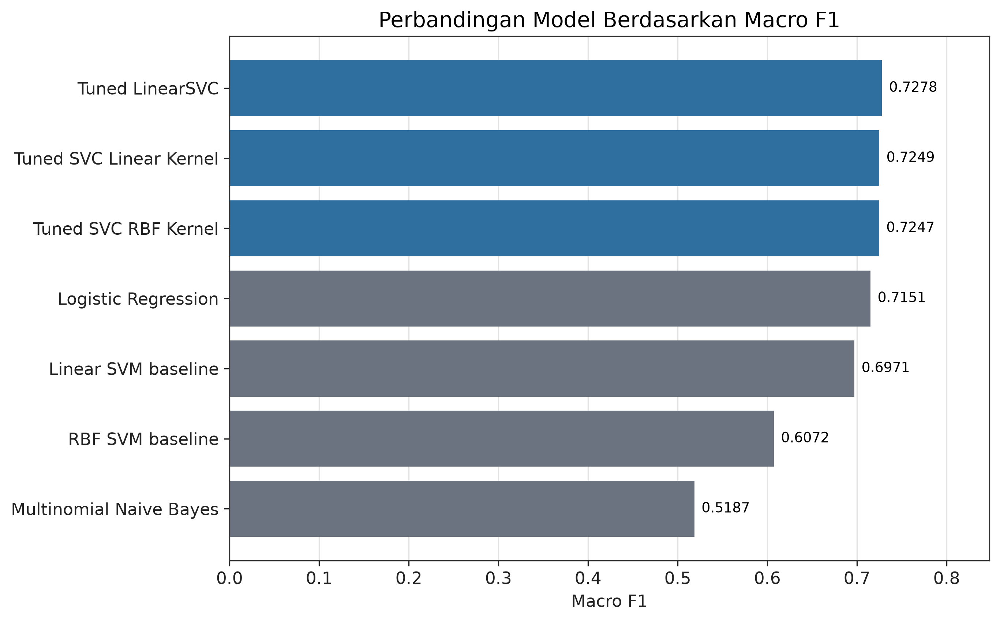 Perbandingan Model Berdasarkan Macro F1
Tuned LinearSVC 0.7278
Tuned SVC Linear Kernel 0.7249
Tuned SVC RBF Kernel 0.7247
Logistic Regression 0.7151
Linear SVM baseline 0.6971
RBF SVM baseline 0.6072
Multinomial Naive Bayes 0.5187
0.0 0.1 0.2 0.3 0.4 0.5 0.6 0.7 0.8
Macro F1